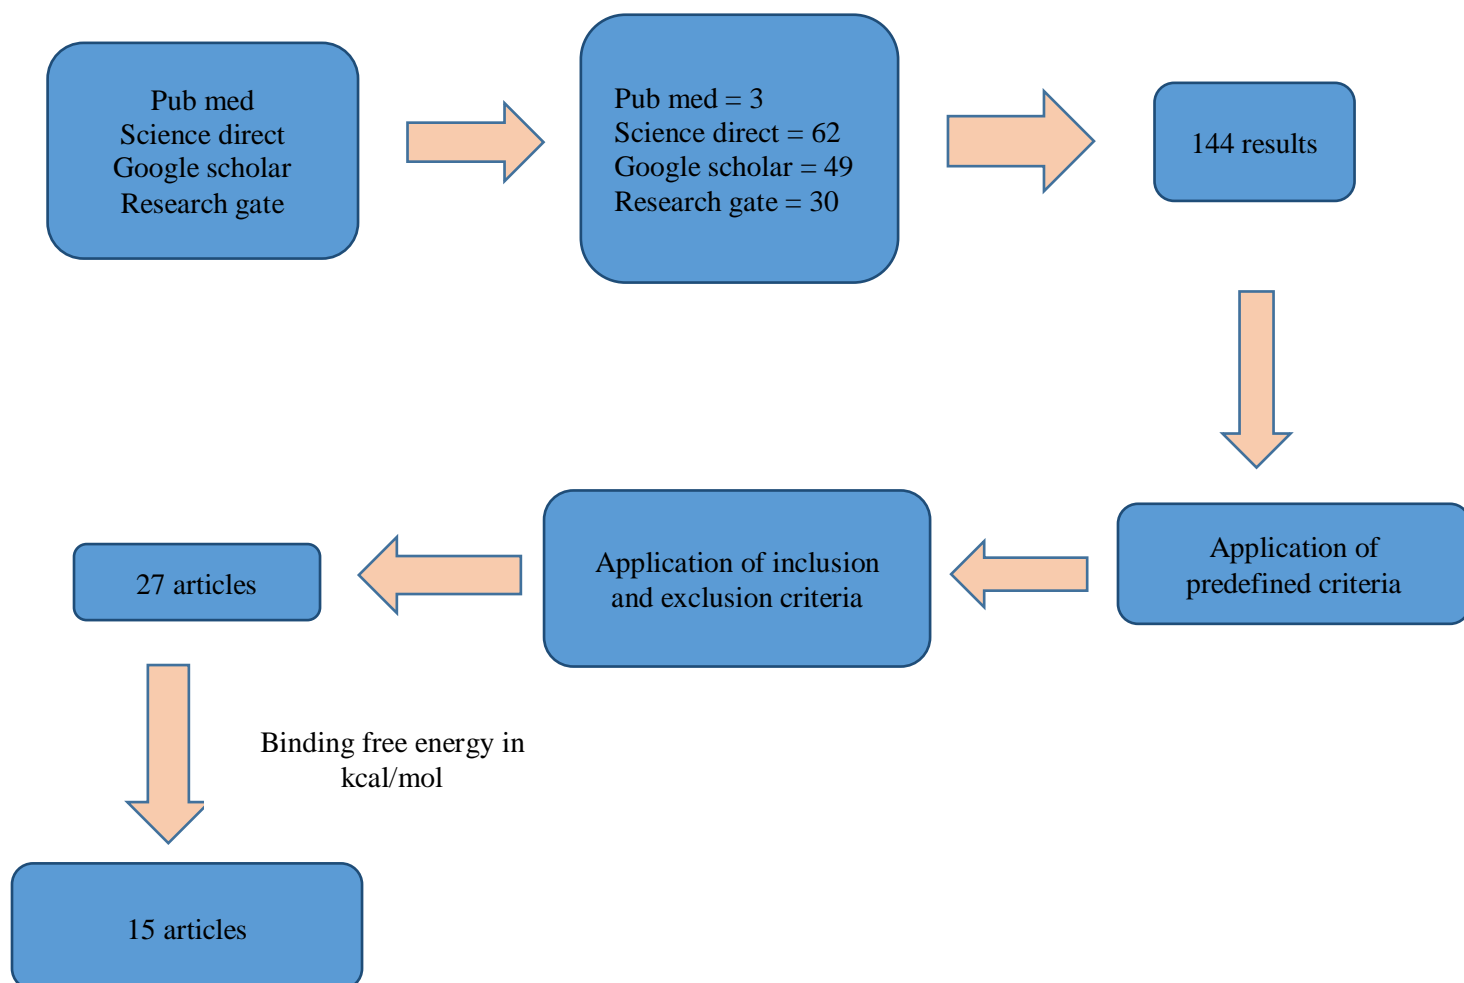 Pub med
Science direct
Google scholar
Research gate
Pub med = 3
Science direct = 62
Google scholar = 49
Research gate = 30
144 results
Application of
predefined criteria
Application of inclusion
and exclusion criteria
27 articles
Binding free energy in
kcal/mol
15 articles